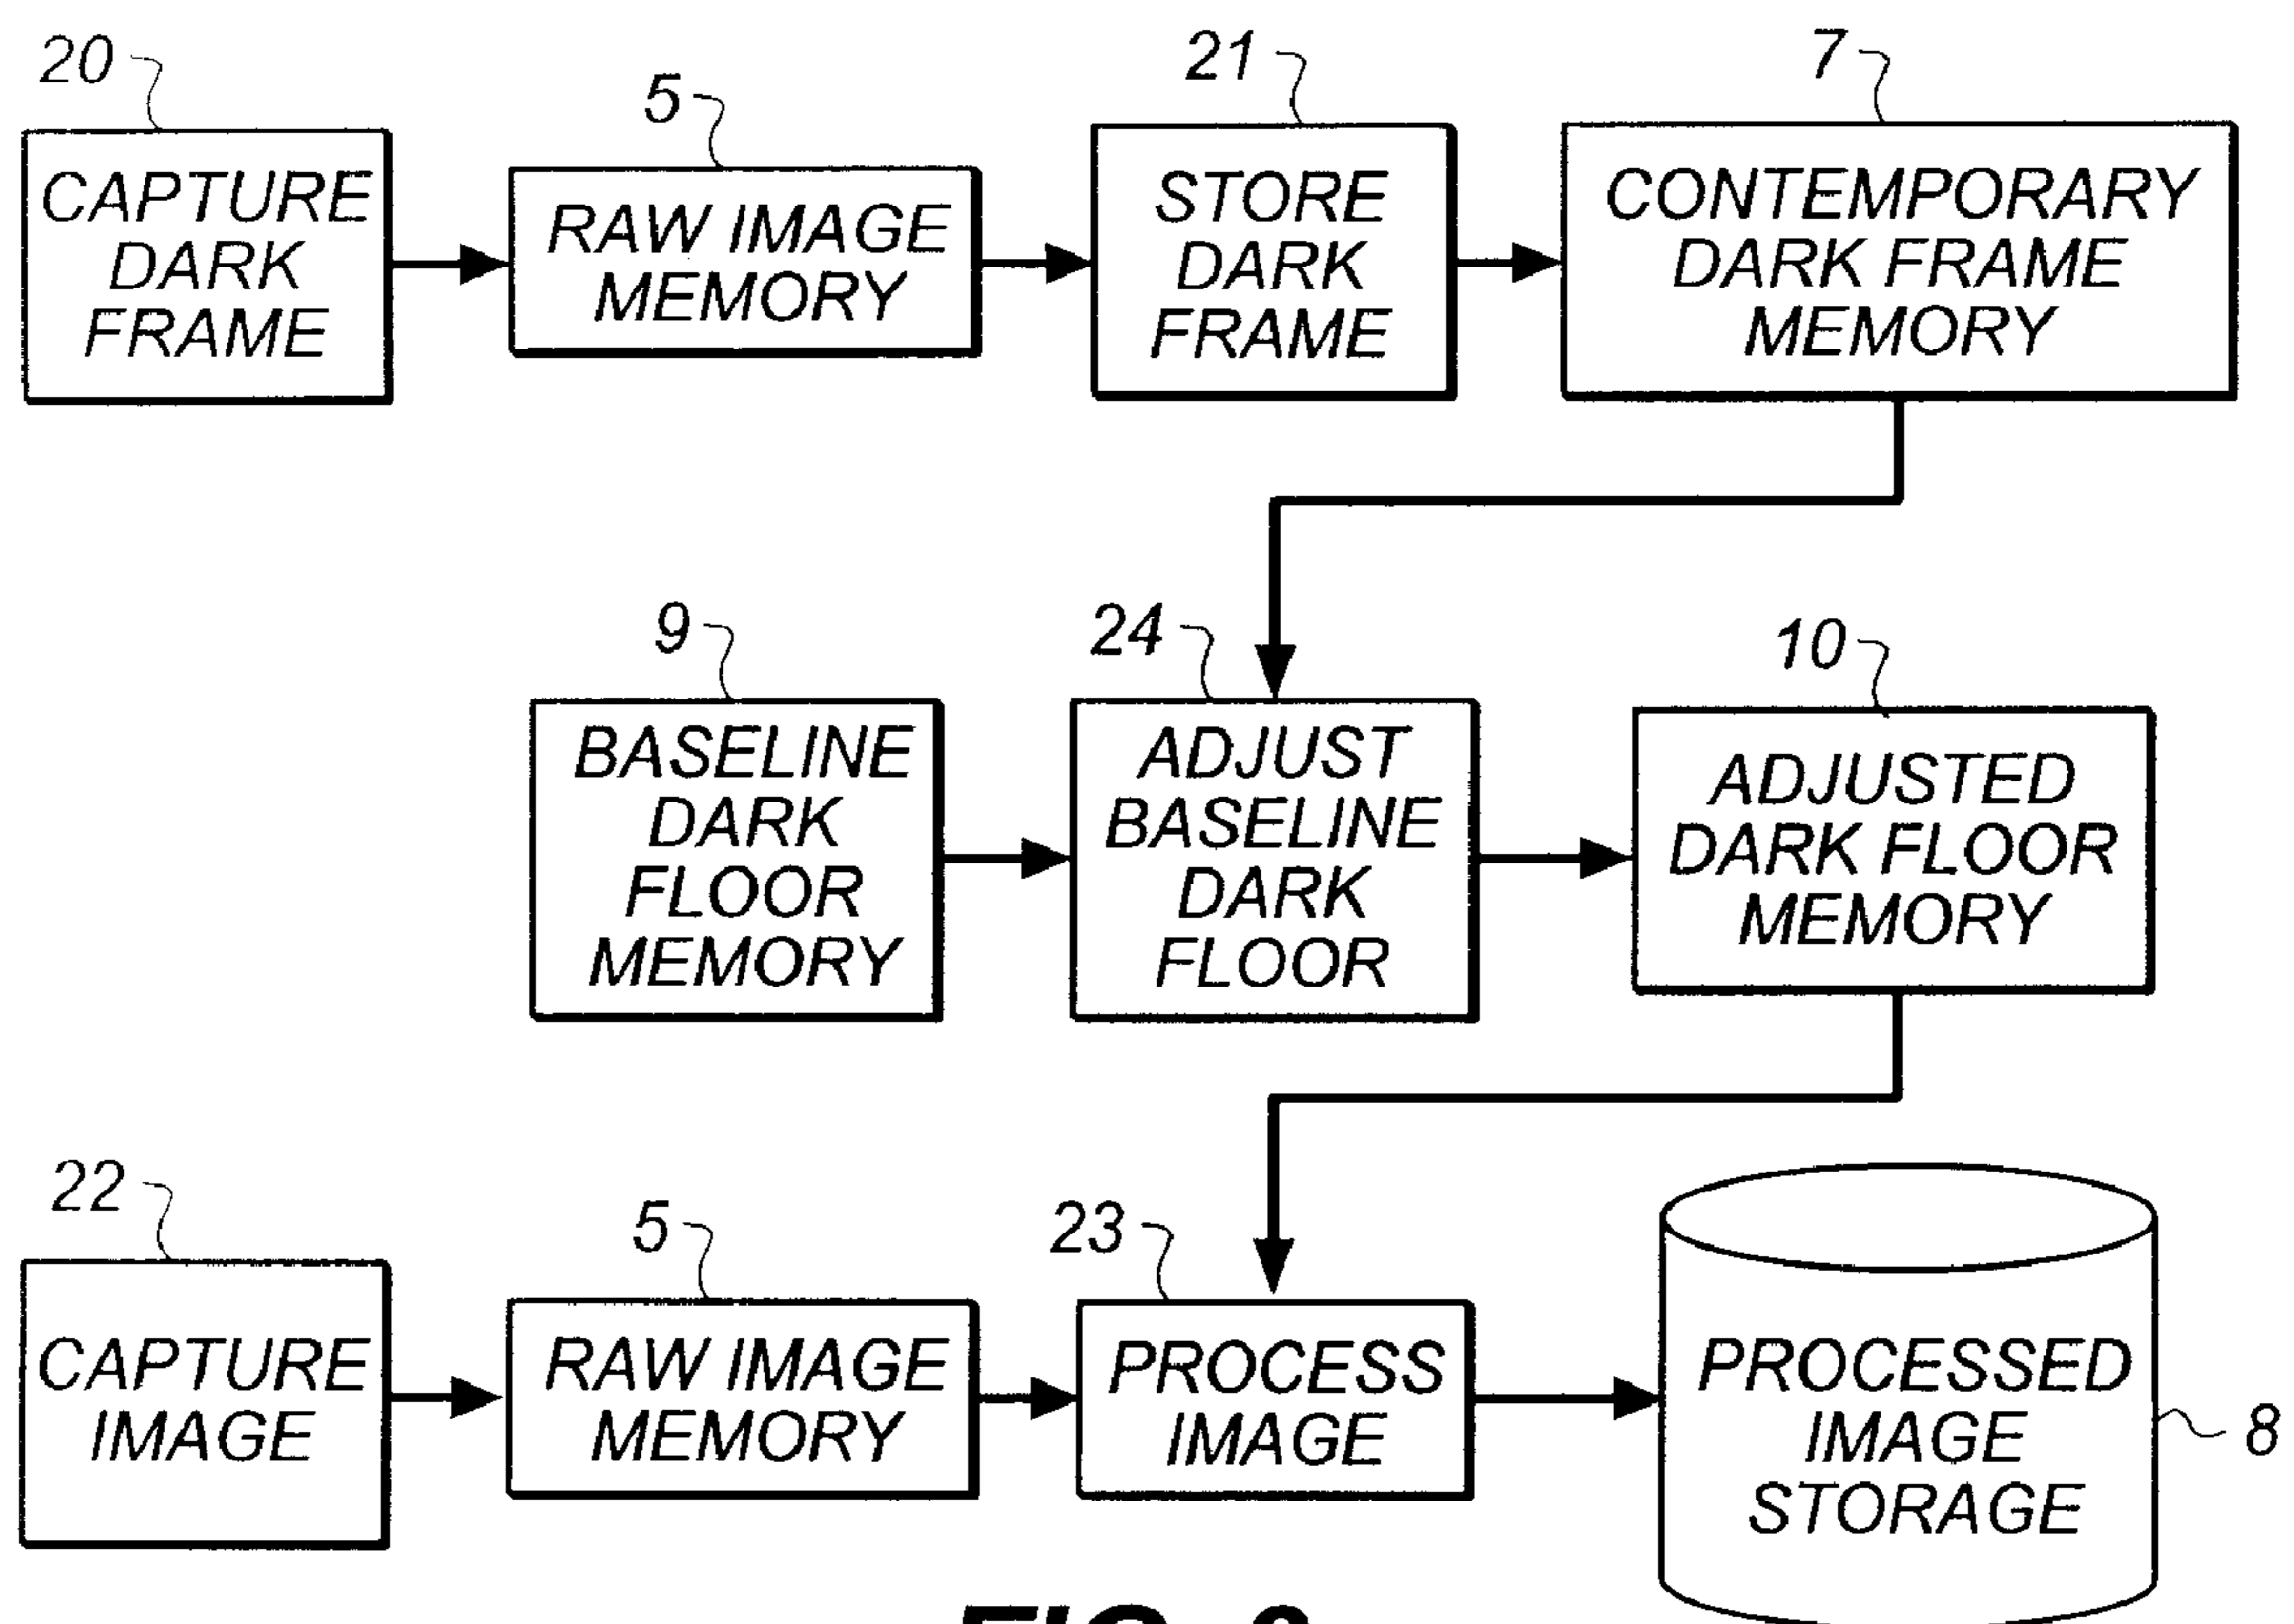 20
5
21
7
CAPTURE
DARK
FRAME
RAW IMAGE
MEMORY
STORE
DARK
FRAME
CONTEMPORARY
DARK FRAME
MEMORY
9
24
10
BASELINE
DARK
FLOOR
MEMORY
ADJUST
BASELINE
DARK
FLOOR
ADJUSTED
DARK FLOOR
MEMORY
22
5
23
8
CAPTURE
IMAGE
RAW IMAGE
MEMORY
PROCESS
IMAGE
PROCESSED
IMAGE
STORAGE
FIG.